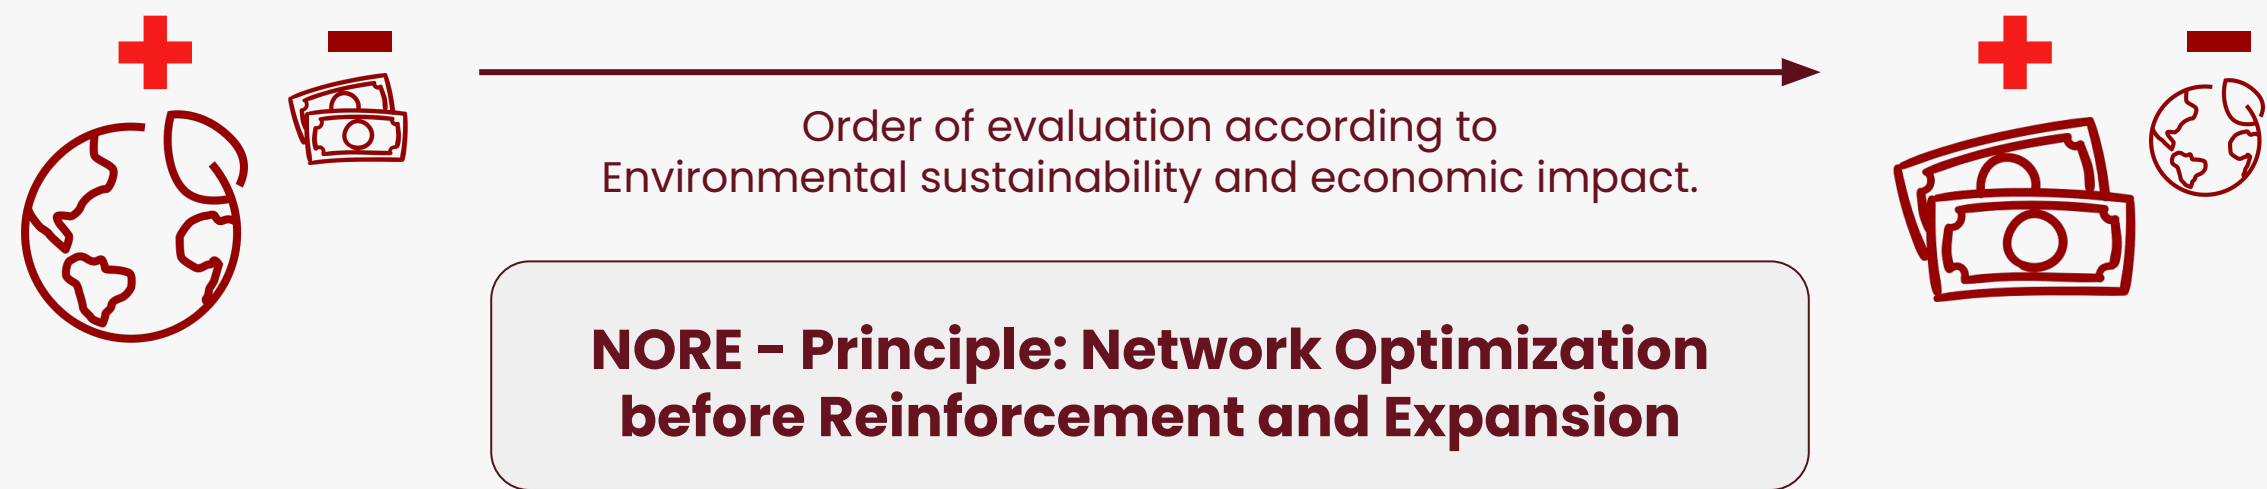 Order of evaluation according to
Environmental sustainability and economic impact.
NORE - Principle: Network Optimization
before Reinforcement and Expansion